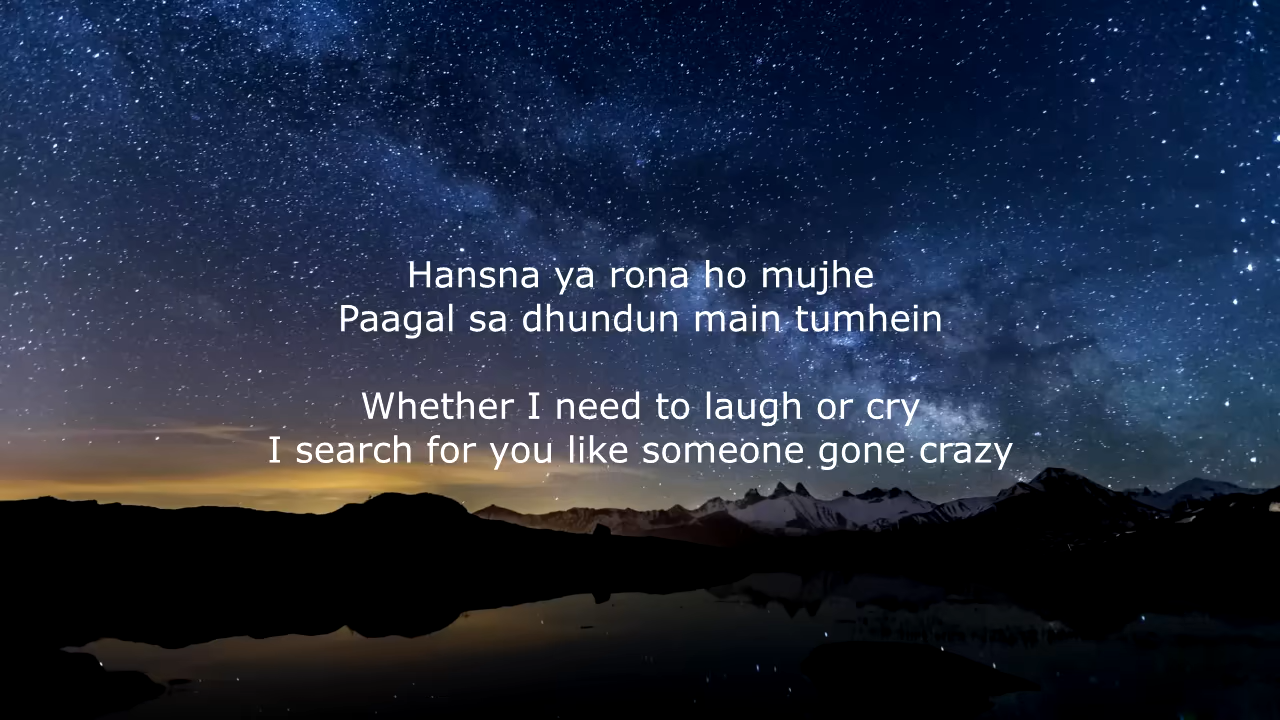 Hansna ya rona ho mujhe
Paagal sa dhundun main tumhein
Whether I need to laugh or cry
I search for you like someone gone crazy